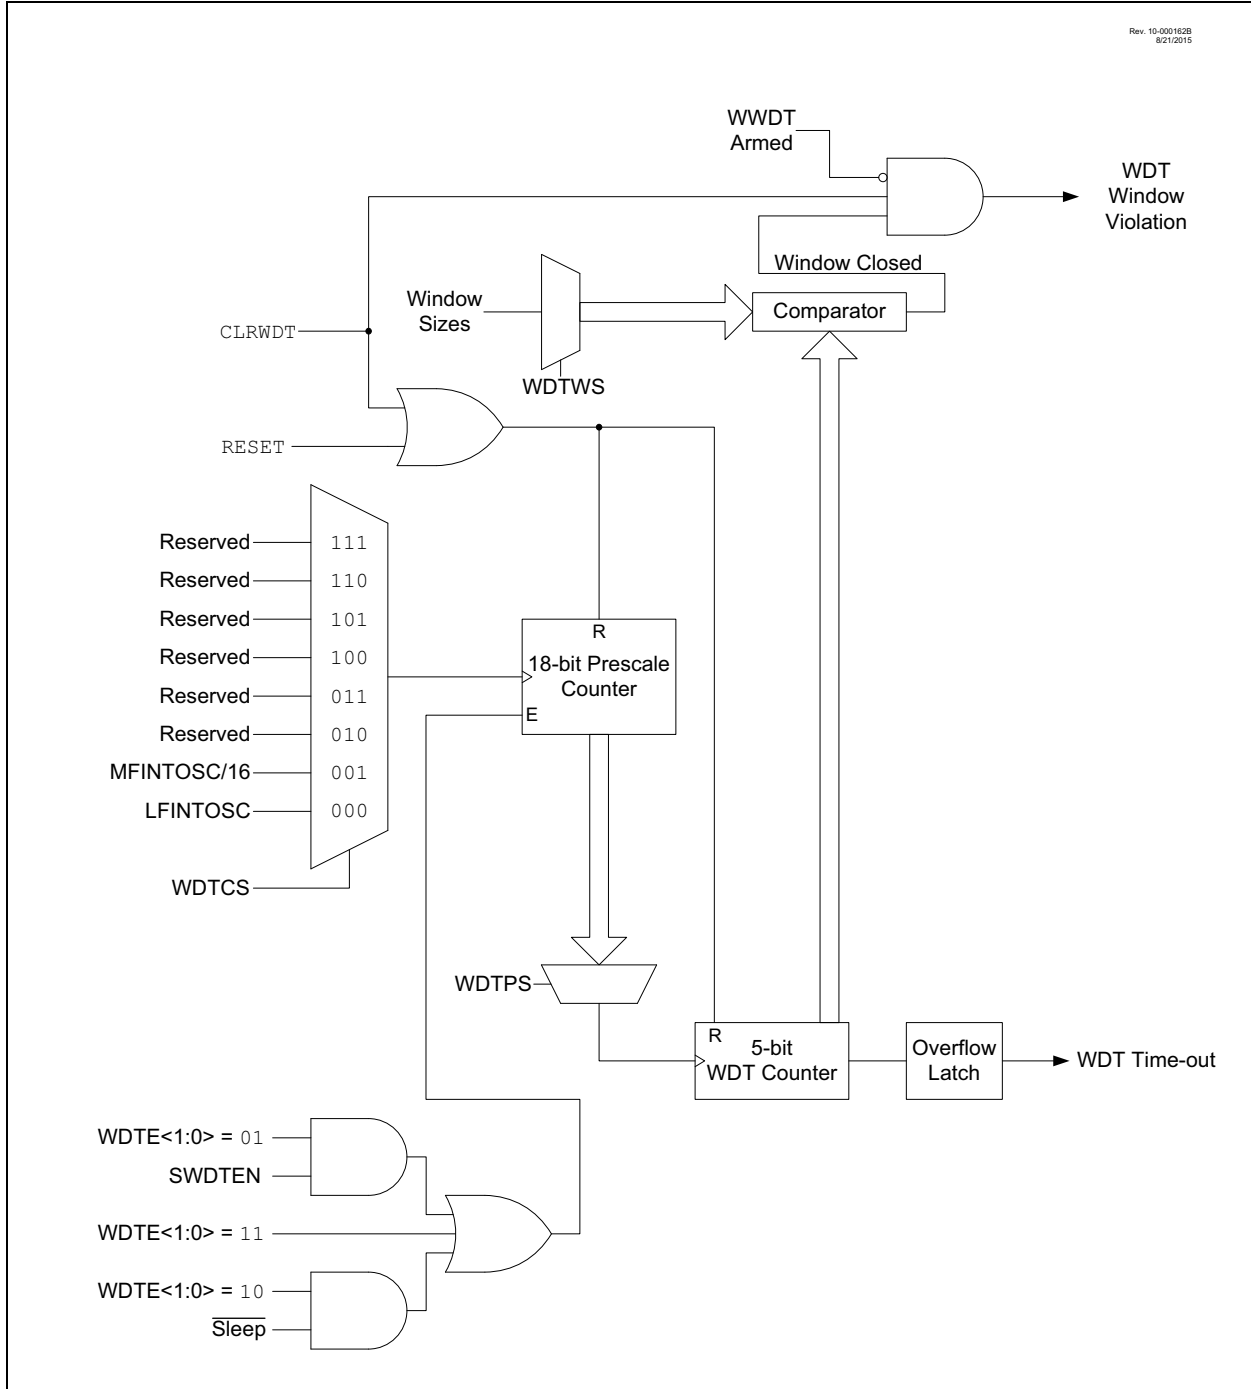 Rev. 10-000162B
8/21/2015
WWDT
Armed
WDT
Window
Violation
Window Closed
Window
Sizes
Comparator
CLRWDT
WDTWS
RESET
Reserved
111
Reserved
110
Reserved
101
Reserved
100
Reserved
011
Reserved
010
MFINTOSC/16
001
LFINTOSC
000
WDTCS
R
18-bit Prescale
Counter
E
WDTPS
R
5-bit
WDT Counter
Overflow
Latch
WDT Time-out
WDTE<1:0> = 01
SWDTEN
WDTE<1:0> = 11
WDTE<1:0> = 10
Sleep